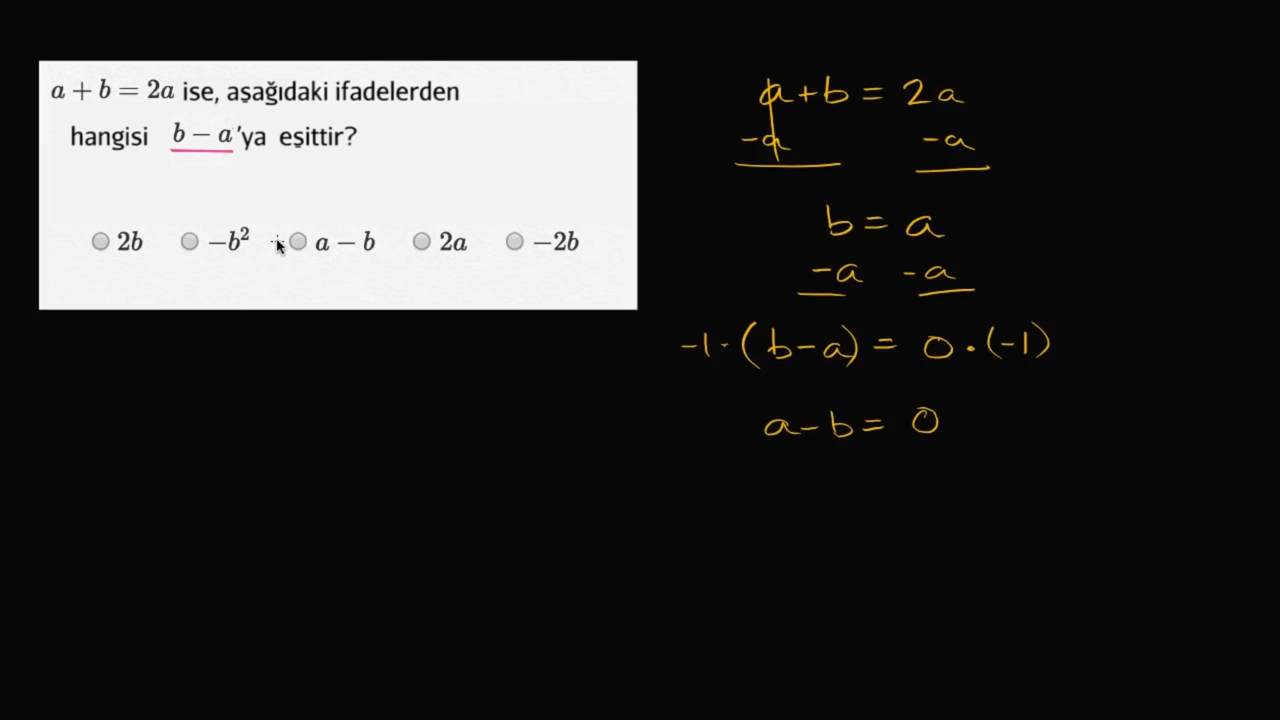 a + b = 2a ise, aşağıdaki ifadelerden
hangisi b − a'ya eşittir?
2b −b² a − b 2a −2b
a+b = 2a
-a -a
b = a
-a -a
-1·(b-a) = 0·(-1)
a-b = 0